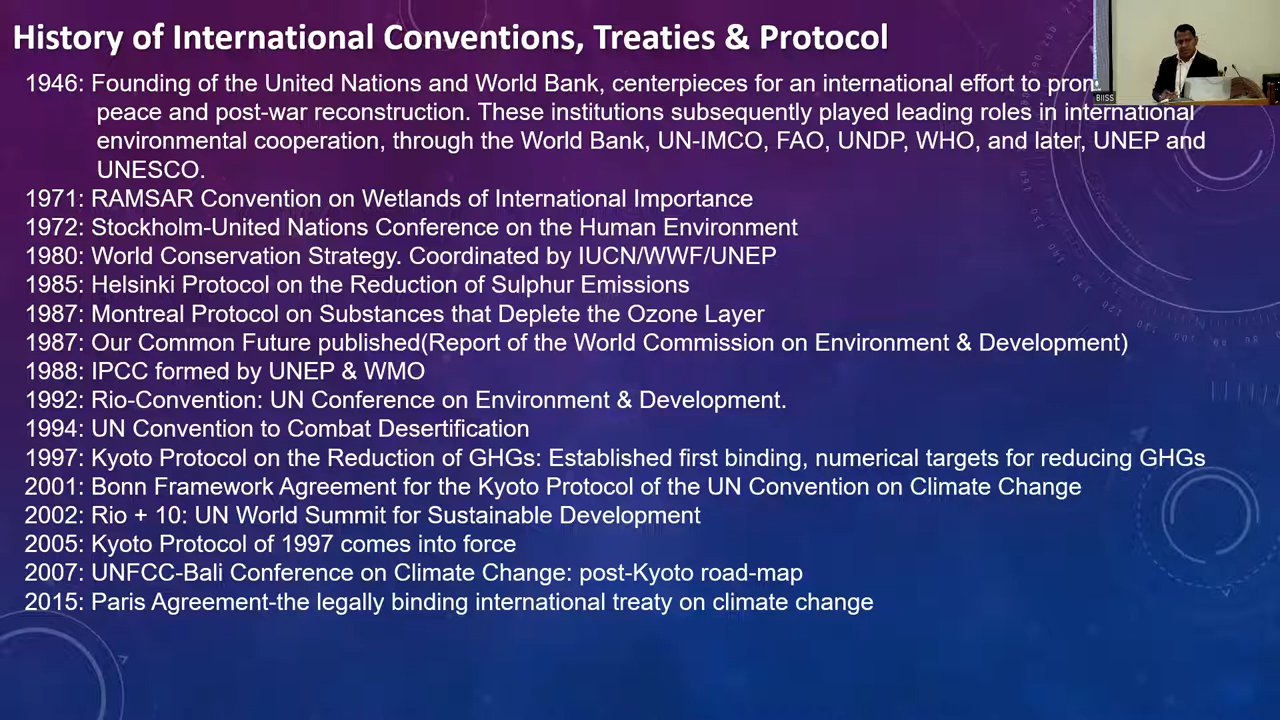 History of International Conventions, Treaties & Protocol
1946: Founding of the United Nations and World Bank, centerpieces for an international effort to
peace and post-war reconstruction. These institutions subsequently played leading roles in international
environmental cooperation, through the World Bank, UN-IMCO, FAO, UNDP, WHO, and later, UNEP and
UNESCO.
1971: RAMSAR Convention on Wetlands of International Importance
1972: Stockholm-United Nations Conference on the Human Environment
1980: World Conservation Strategy. Coordinated by IUCN/WWF/UNEP
1985: Helsinki Protocol on the Reduction of Sulphur Emissions
1987: Montreal Protocol on Substances that Deplete the Ozone Layer
1987: Our Common Future published(Report of the World Commission on Environment & Development)
1988: IPCC formed by UNEP & WMO
1992: Rio-Convention: UN Conference on Environment & Development.
1994: UN Convention to Combat Desertification
1997: Kyoto Protocol on the Reduction of GHGs: Established first binding, numerical targets for reducing GHGs
2001: Bonn Framework Agreement for the Kyoto Protocol of the UN Convention on Climate Change
2002: Rio + 10: UN World Summit for Sustainable Development
2005: Kyoto Protocol of 1997 comes into force
2007: UNFCC-Bali Conference on Climate Change: post-Kyoto road-map
2015: Paris Agreement-the legally binding international treaty on climate change
BIISS